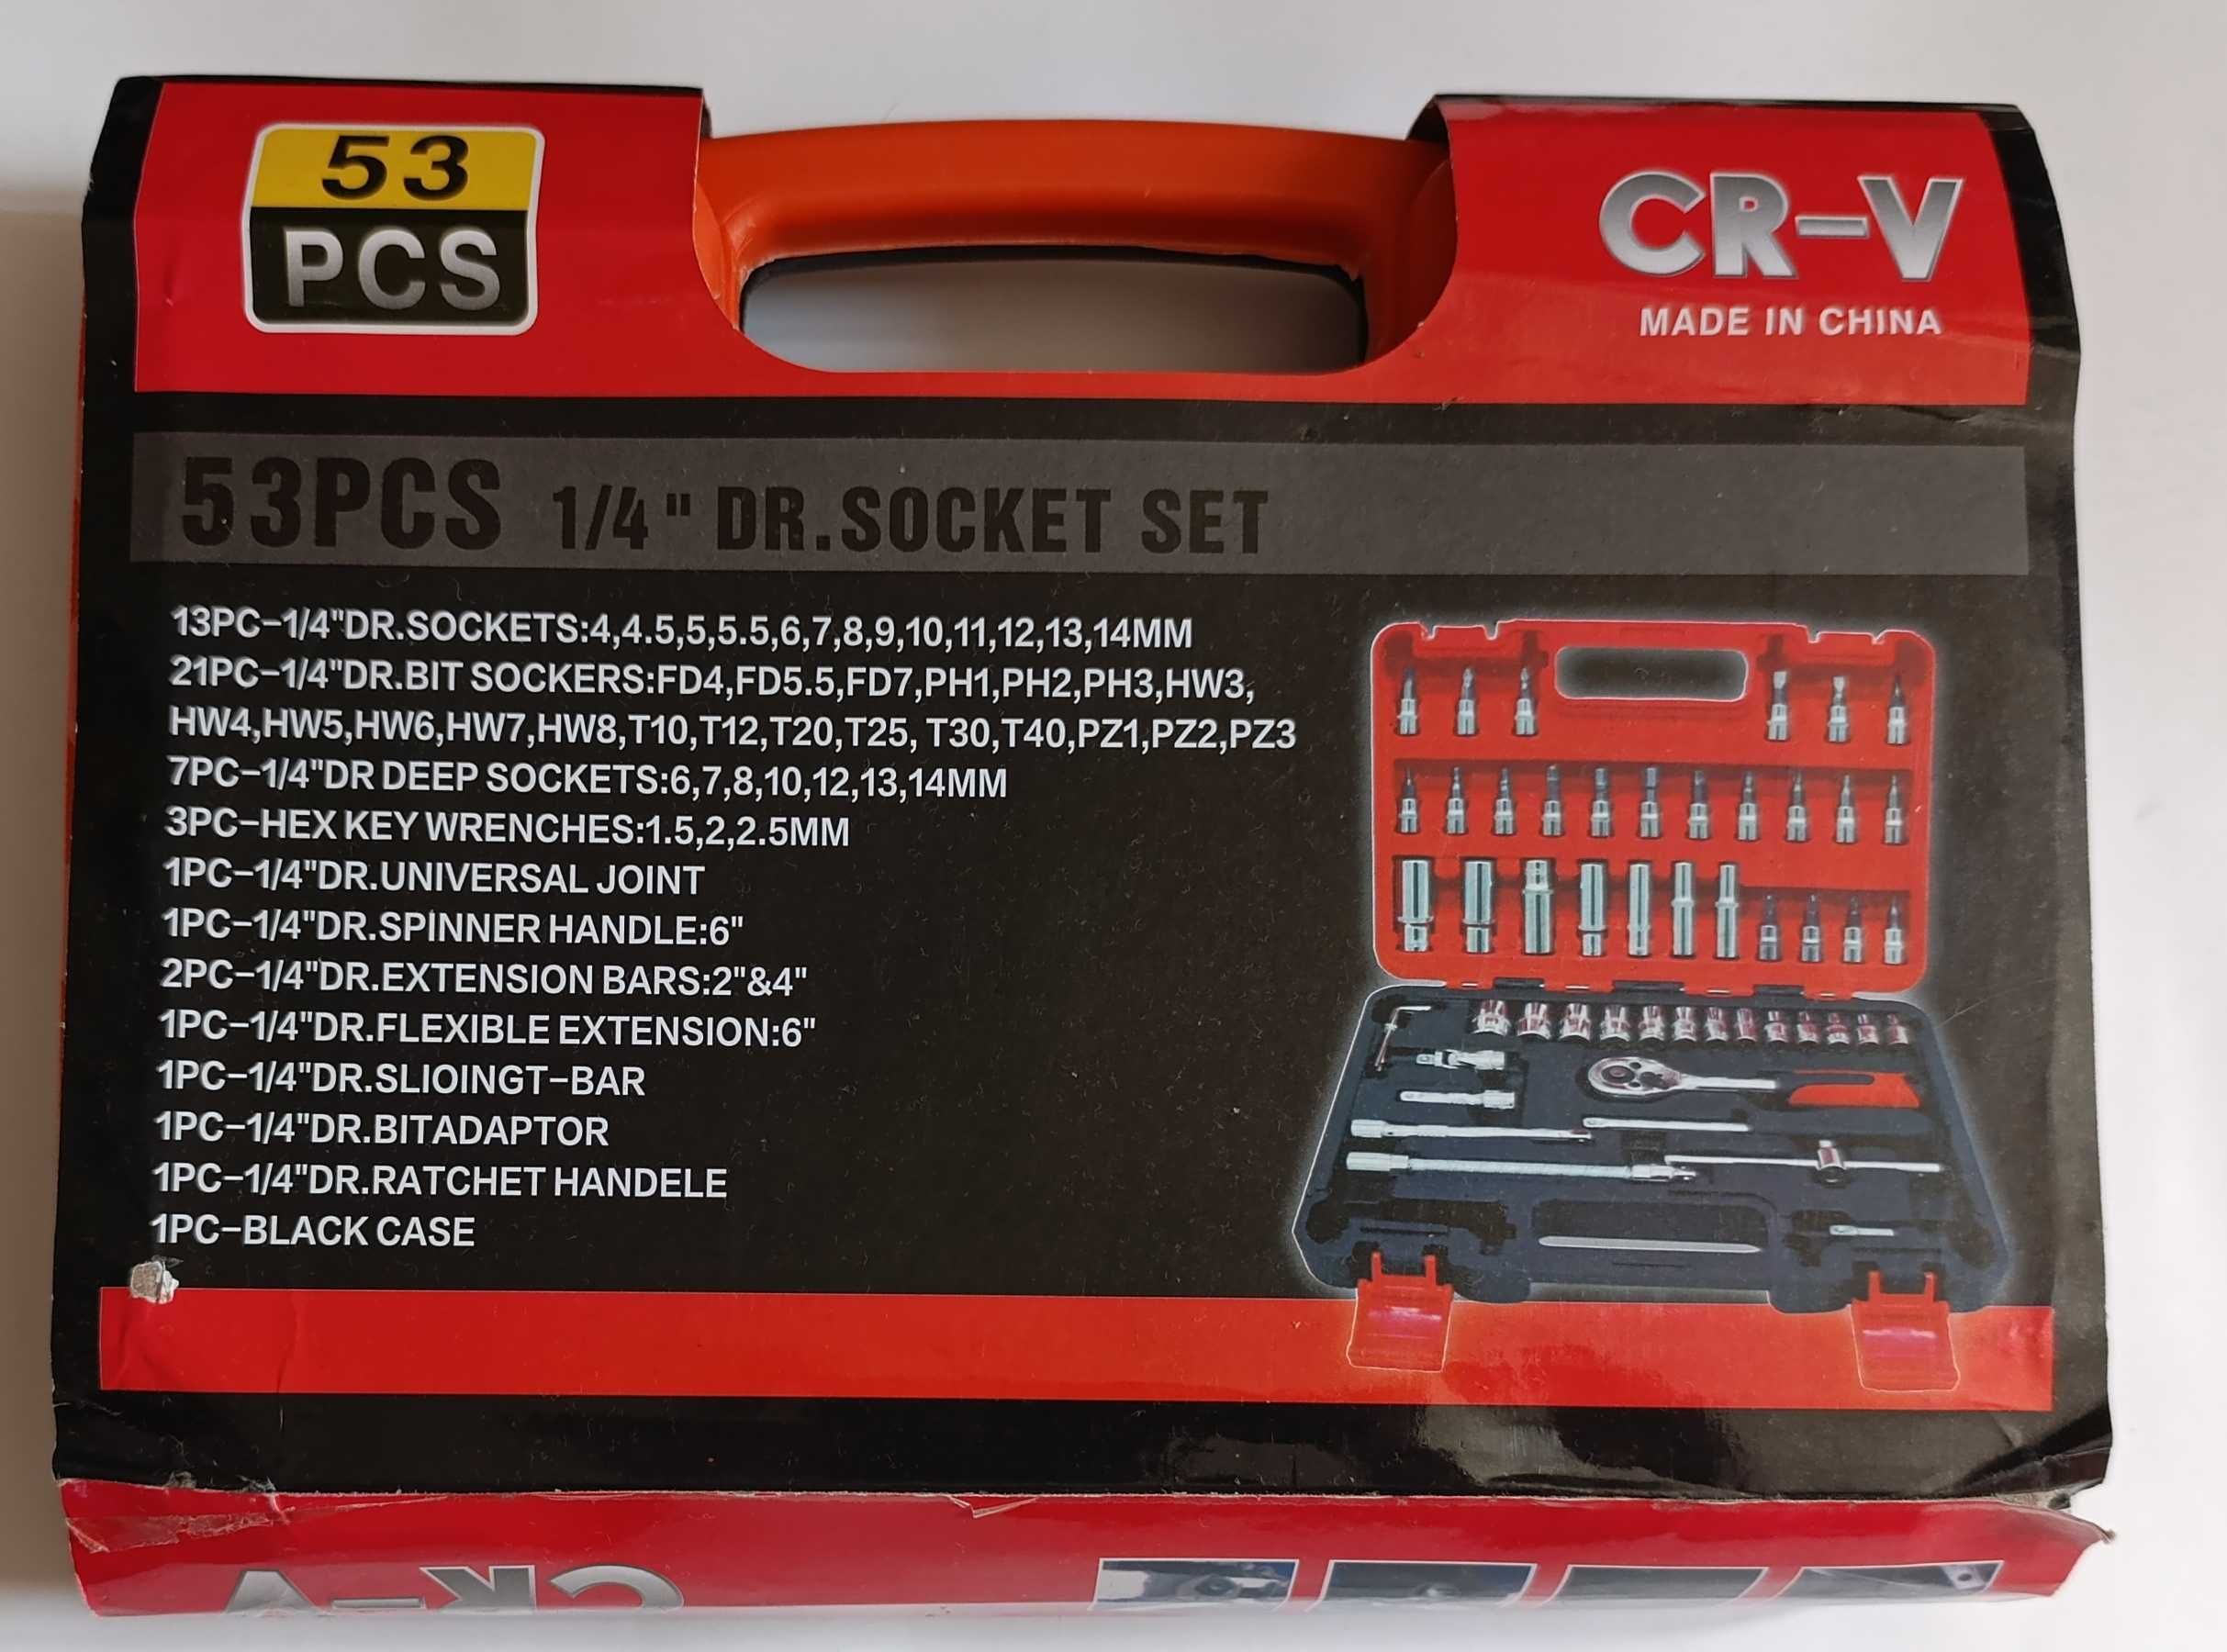 53
PCS
CR-V
MADE IN CHINA
53PCS 1/4" DR.SOCKET SET
13PC-1/4"DR.SOCKETS:4,4.5,5,5.5,6,7,8,9,10,11,12,13,14MM
21PC-1/4"DR.BIT SOCKERS:FD4,FD5.5,FD7,PH1,PH2,PH3,HW3,
HW4,HW5,HW6,HW7,HW8,T10,T12,T20,T25, T30,T40,PZ1,PZ2,PZ3
7PC-1/4"DR DEEP SOCKETS:6,7,8,10,12,13,14MM
3PC-HEX KEY WRENCHES:1.5,2,2.5MM
1PC-1/4"DR.UNIVERSAL JOINT
1PC-1/4"DR.SPINNER HANDLE:6"
2PC-1/4"DR.EXTENSION BARS:2"&4"
1PC-1/4"DR.FLEXIBLE EXTENSION:6"
1PC-1/4"DR.SLIOINGT-BAR
1PC-1/4"DR.BITADAPTOR
1PC-1/4"DR.RATCHET HANDELE
1PC-BLACK CASE
CR-V